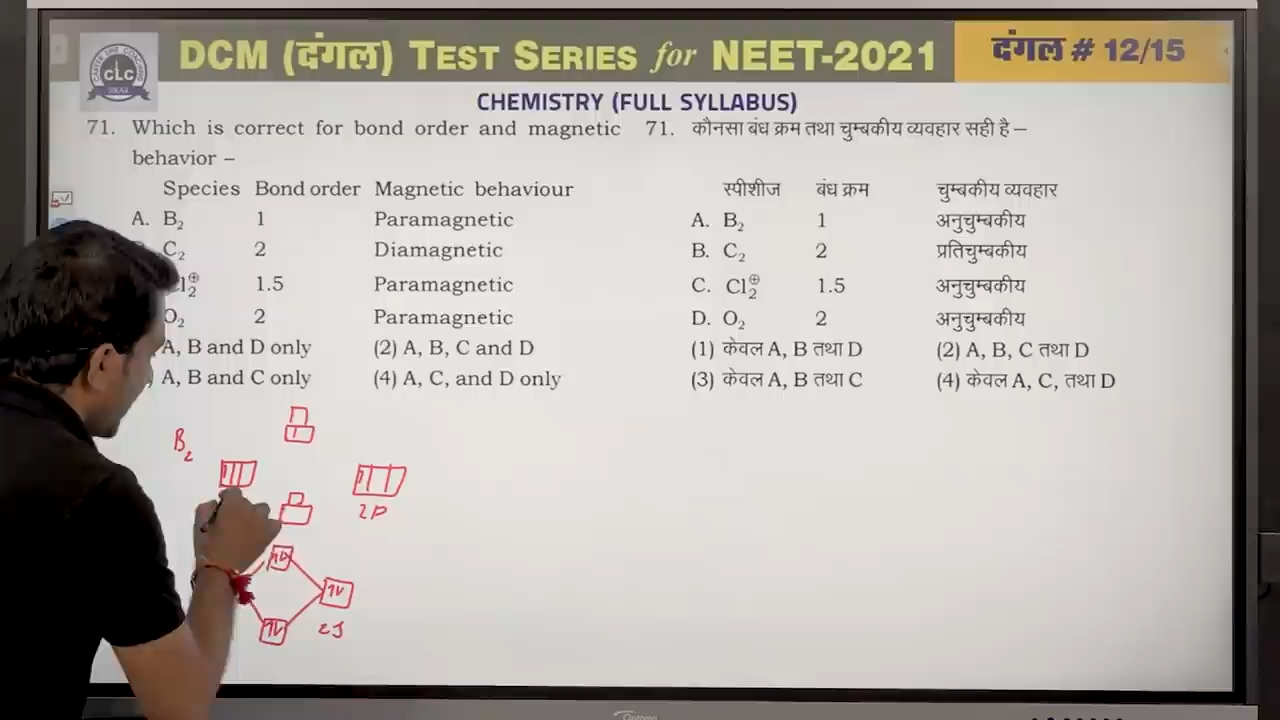 DCM (दंगल) TEST SERIES for NEET-2021
दंगल # 12/15
CLC
CHEMISTRY (FULL SYLLABUS)
71. Which is correct for bond order and magnetic behavior –
Species Bond order Magnetic behaviour
A. B₂ 1 Paramagnetic
C₂ 2 Diamagnetic
l₂⊕ 1.5 Paramagnetic
O₂ 2 Paramagnetic
A, B and D only (2) A, B, C and D
A, B and C only (4) A, C, and D only
71. कौनसा बंध क्रम तथा चुम्बकीय व्यवहार सही है –
स्पीशीज बंध क्रम चुम्बकीय व्यवहार
A. B₂ 1 अनुचुम्बकीय
B. C₂ 2 प्रतिचुम्बकीय
C. Cl₂⊕ 1.5 अनुचुम्बकीय
D. O₂ 2 अनुचुम्बकीय
(1) केवल A, B तथा D (2) A, B, C तथा D
(3) केवल A, B तथा C (4) केवल A, C, तथा D
B₂
2P
2s